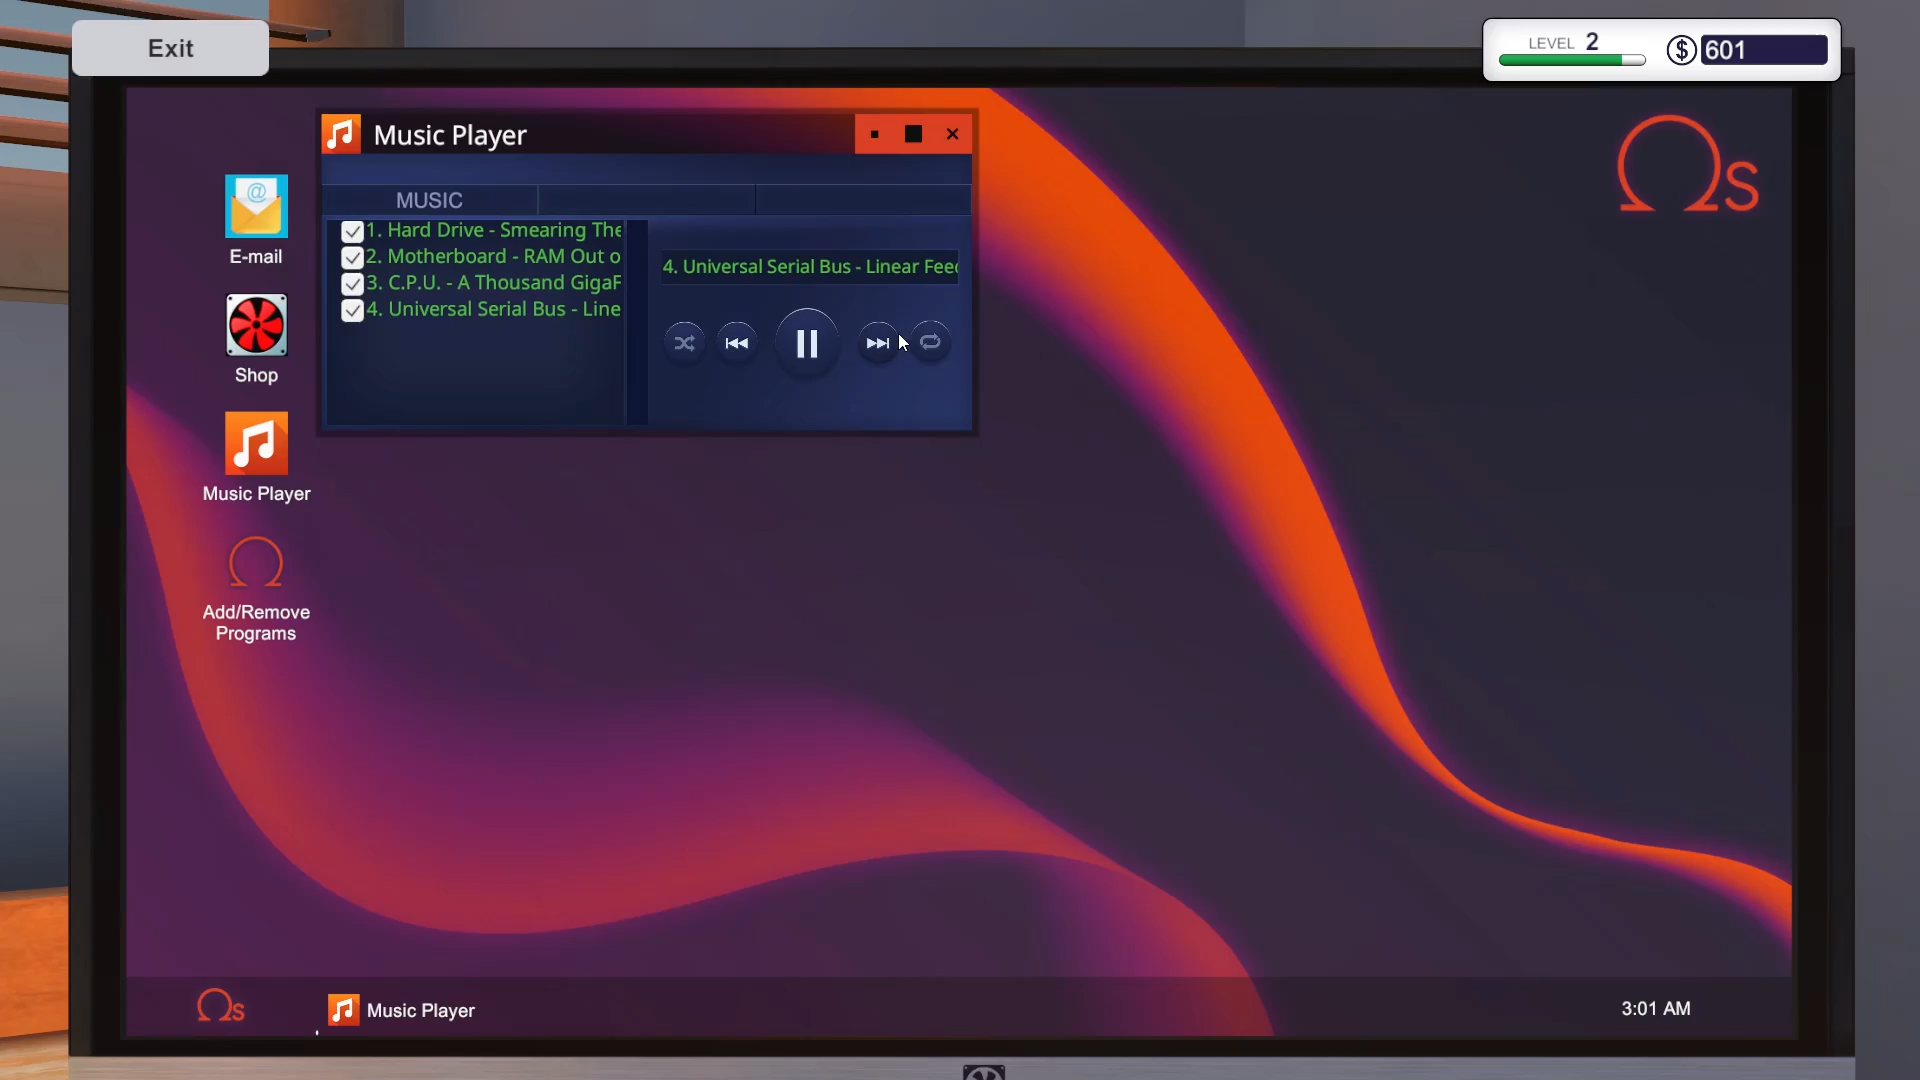 Exit
LEVEL 2
$ 601
Music Player
MUSIC
1. Hard Drive - Smearing The
2. Motherboard - RAM Out o
3. C.P.U. - A Thousand GigaF
4. Universal Serial Bus - Line
4. Universal Serial Bus - Linear Feed
E-mail
Shop
Music Player
Add/Remove
Programs
Ωs
Ωs
Music Player
3:01 AM